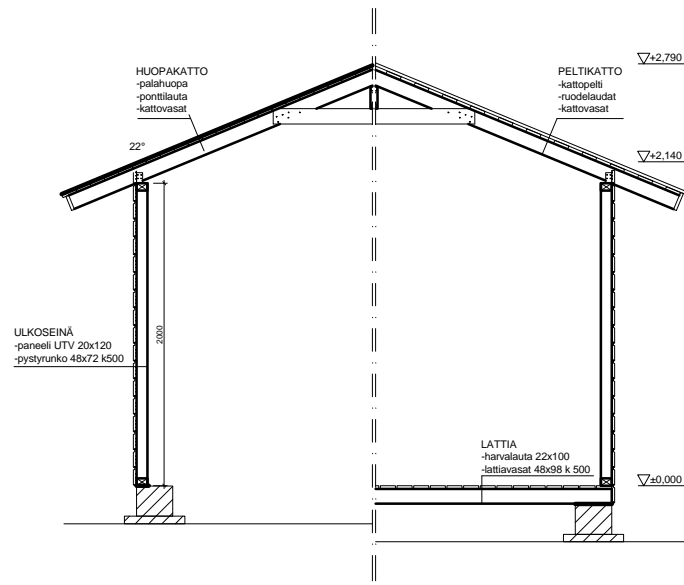 HUOPAKATTO
-palahuopa
-ponttilauta
-kattovasat
PELTIKATTO
-kattopelti
-ruodelaudat
-kattovasat
+2,790
22°
+2,140
ULKOSEINÄ
-paneeli UTV 20x120
-pystyrunko 48x72 k500
2000
LATTIA
-harvalauta 22x100
-lattiavasat 48x98 k 500
±0,000